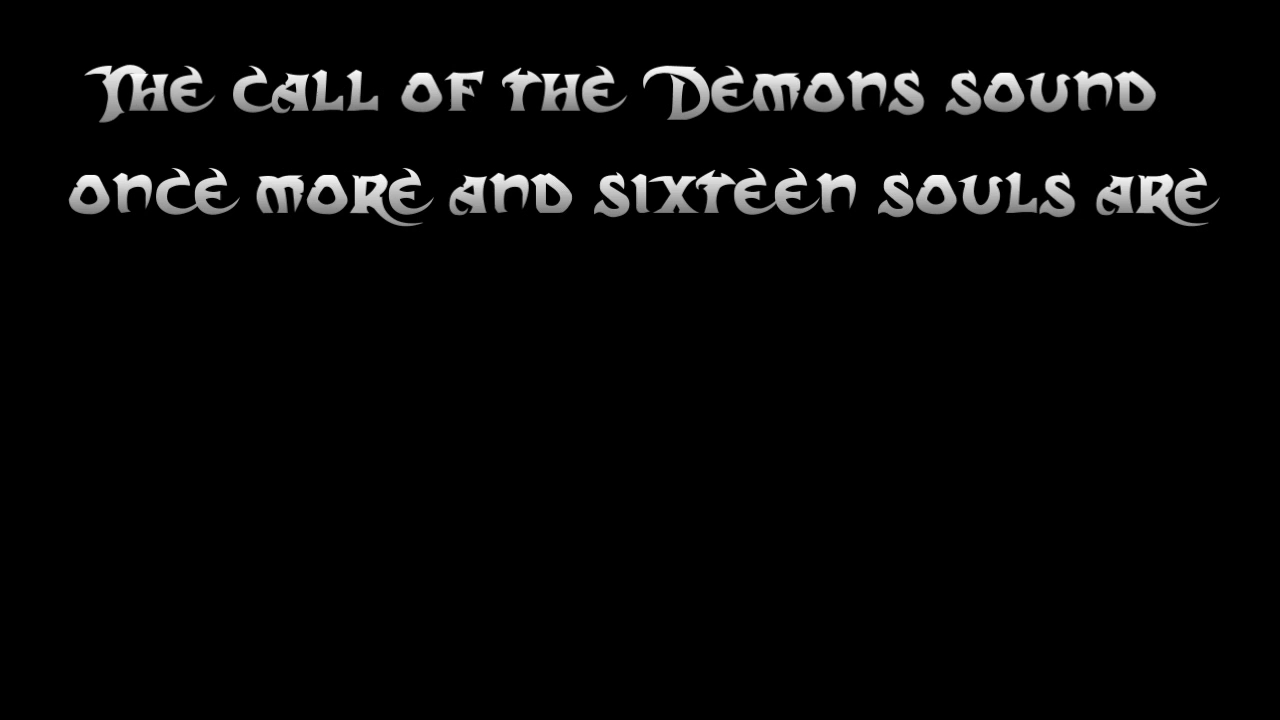 The call of the Demons sound
once more and sixteen souls are